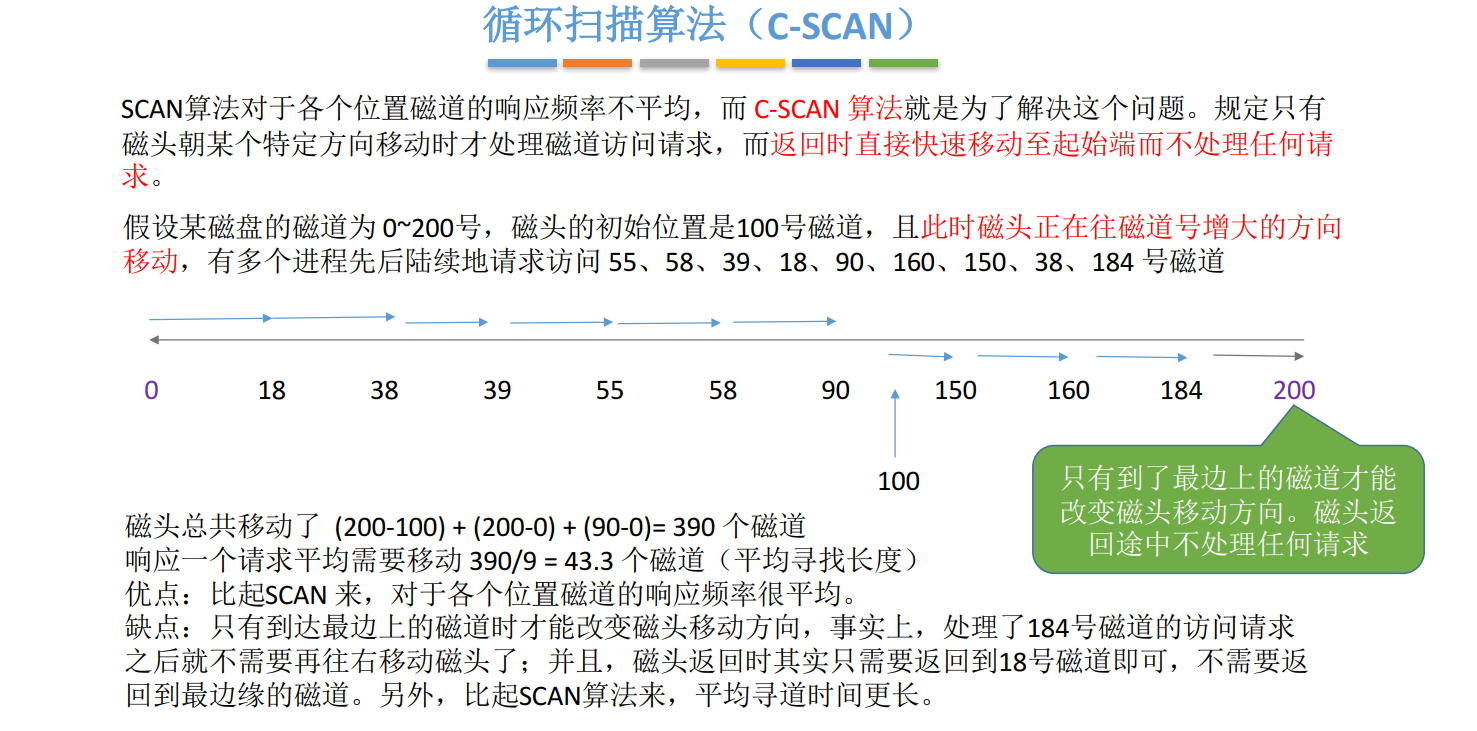 循环扫描算法（C-SCAN）
SCAN算法对于各个位置磁道的响应频率不平均，而 C-SCAN 算法就是为了解决这个问题。规定只有
磁头朝某个特定方向移动时才处理磁道访问请求，而返回时直接快速移动至起始端而不处理任何请
求。
假设某磁盘的磁道为 0~200号，磁头的初始位置是100号磁道，且此时磁头正在往磁道号增大的方向
移动，有多个进程先后陆续地请求访问 55、58、39、18、90、160、150、38、184 号磁道
0 18 38 39 55 58 90 150 160 184 200
100
只有到了最边上的磁道才能
改变磁头移动方向。磁头返
回途中不处理任何请求
磁头总共移动了 (200-100) + (200-0) + (90-0)= 390 个磁道
响应一个请求平均需要移动 390/9 = 43.3 个磁道（平均寻找长度）
优点：比起SCAN 来，对于各个位置磁道的响应频率很平均。
缺点：只有到达最边上的磁道时才能改变磁头移动方向，事实上，处理了184号磁道的访问请求
之后就不需要再往右移动磁头了；并且，磁头返回时其实只需要返回到18号磁道即可，不需要返
回到最边缘的磁道。另外，比起SCAN算法来，平均寻道时间更长。